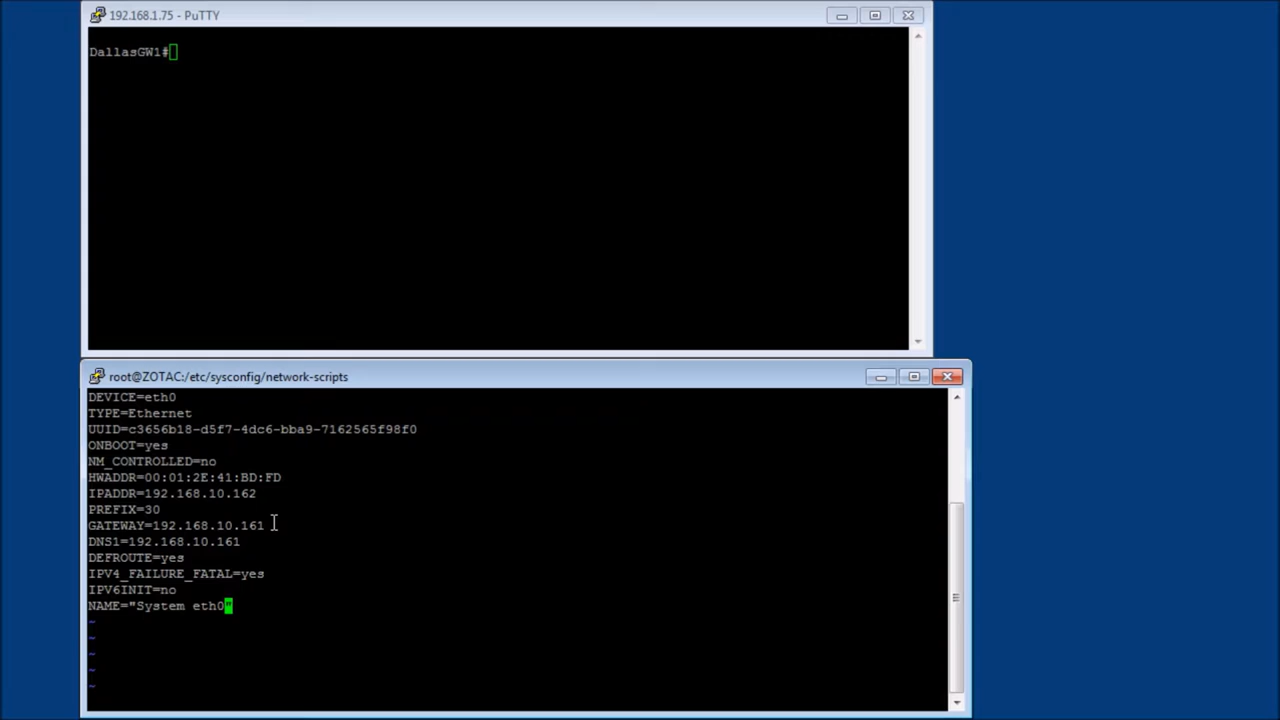 192.168.1.75 - PuTTY
DallasGW1#
root@ZOTAC:/etc/sysconfig/network-scripts
DEVICE=eth0
TYPE=Ethernet
UUID=c3656b18-d5f7-4dc6-bba9-7162565f98f0
ONBOOT=yes
NM_CONTROLLED=no
HWADDR=00:01:2E:41:BD:FD
IPADDR=192.168.10.162
PREFIX=30
GATEWAY=192.168.10.161
DNS1=192.168.10.161
DEFROUTE=yes
IPV4_FAILURE_FATAL=yes
IPV6INIT=no
NAME="System eth0"
~
~
~
~
~